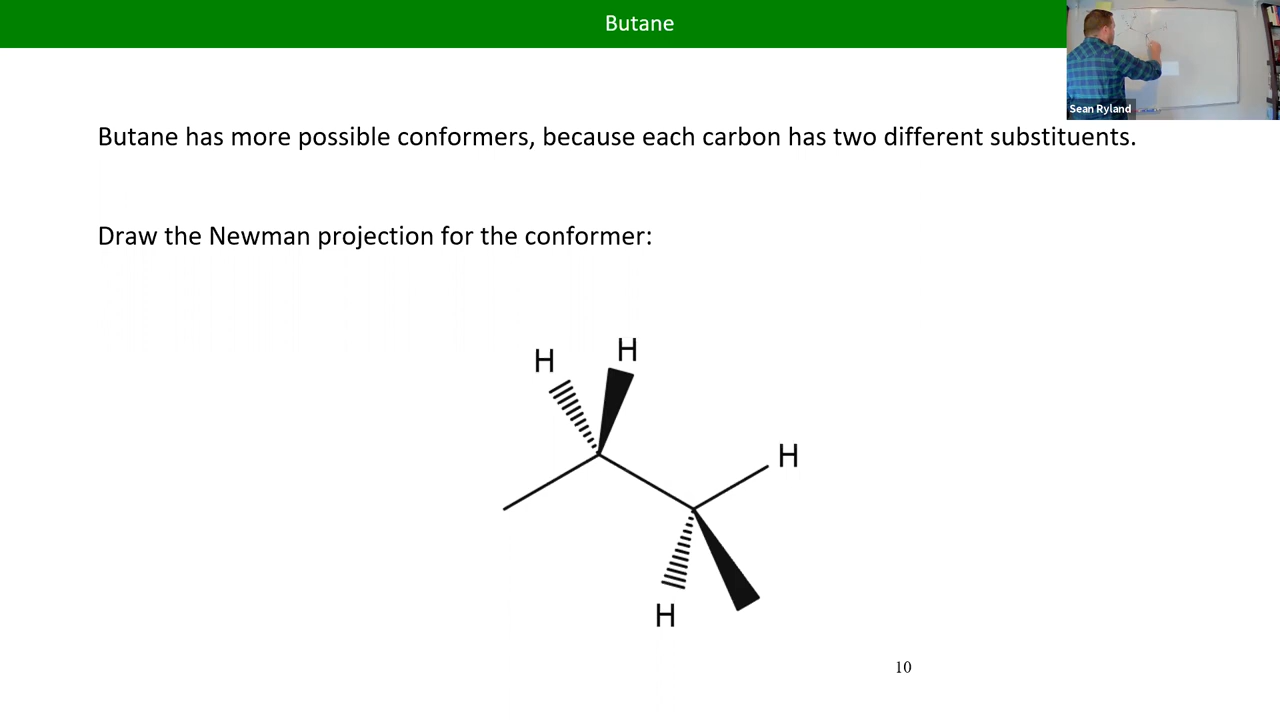 Butane
Sean Ryland
Butane has more possible conformers, because each carbon has two different substituents.
Draw the Newman projection for the conformer:
H
H
H
H
10